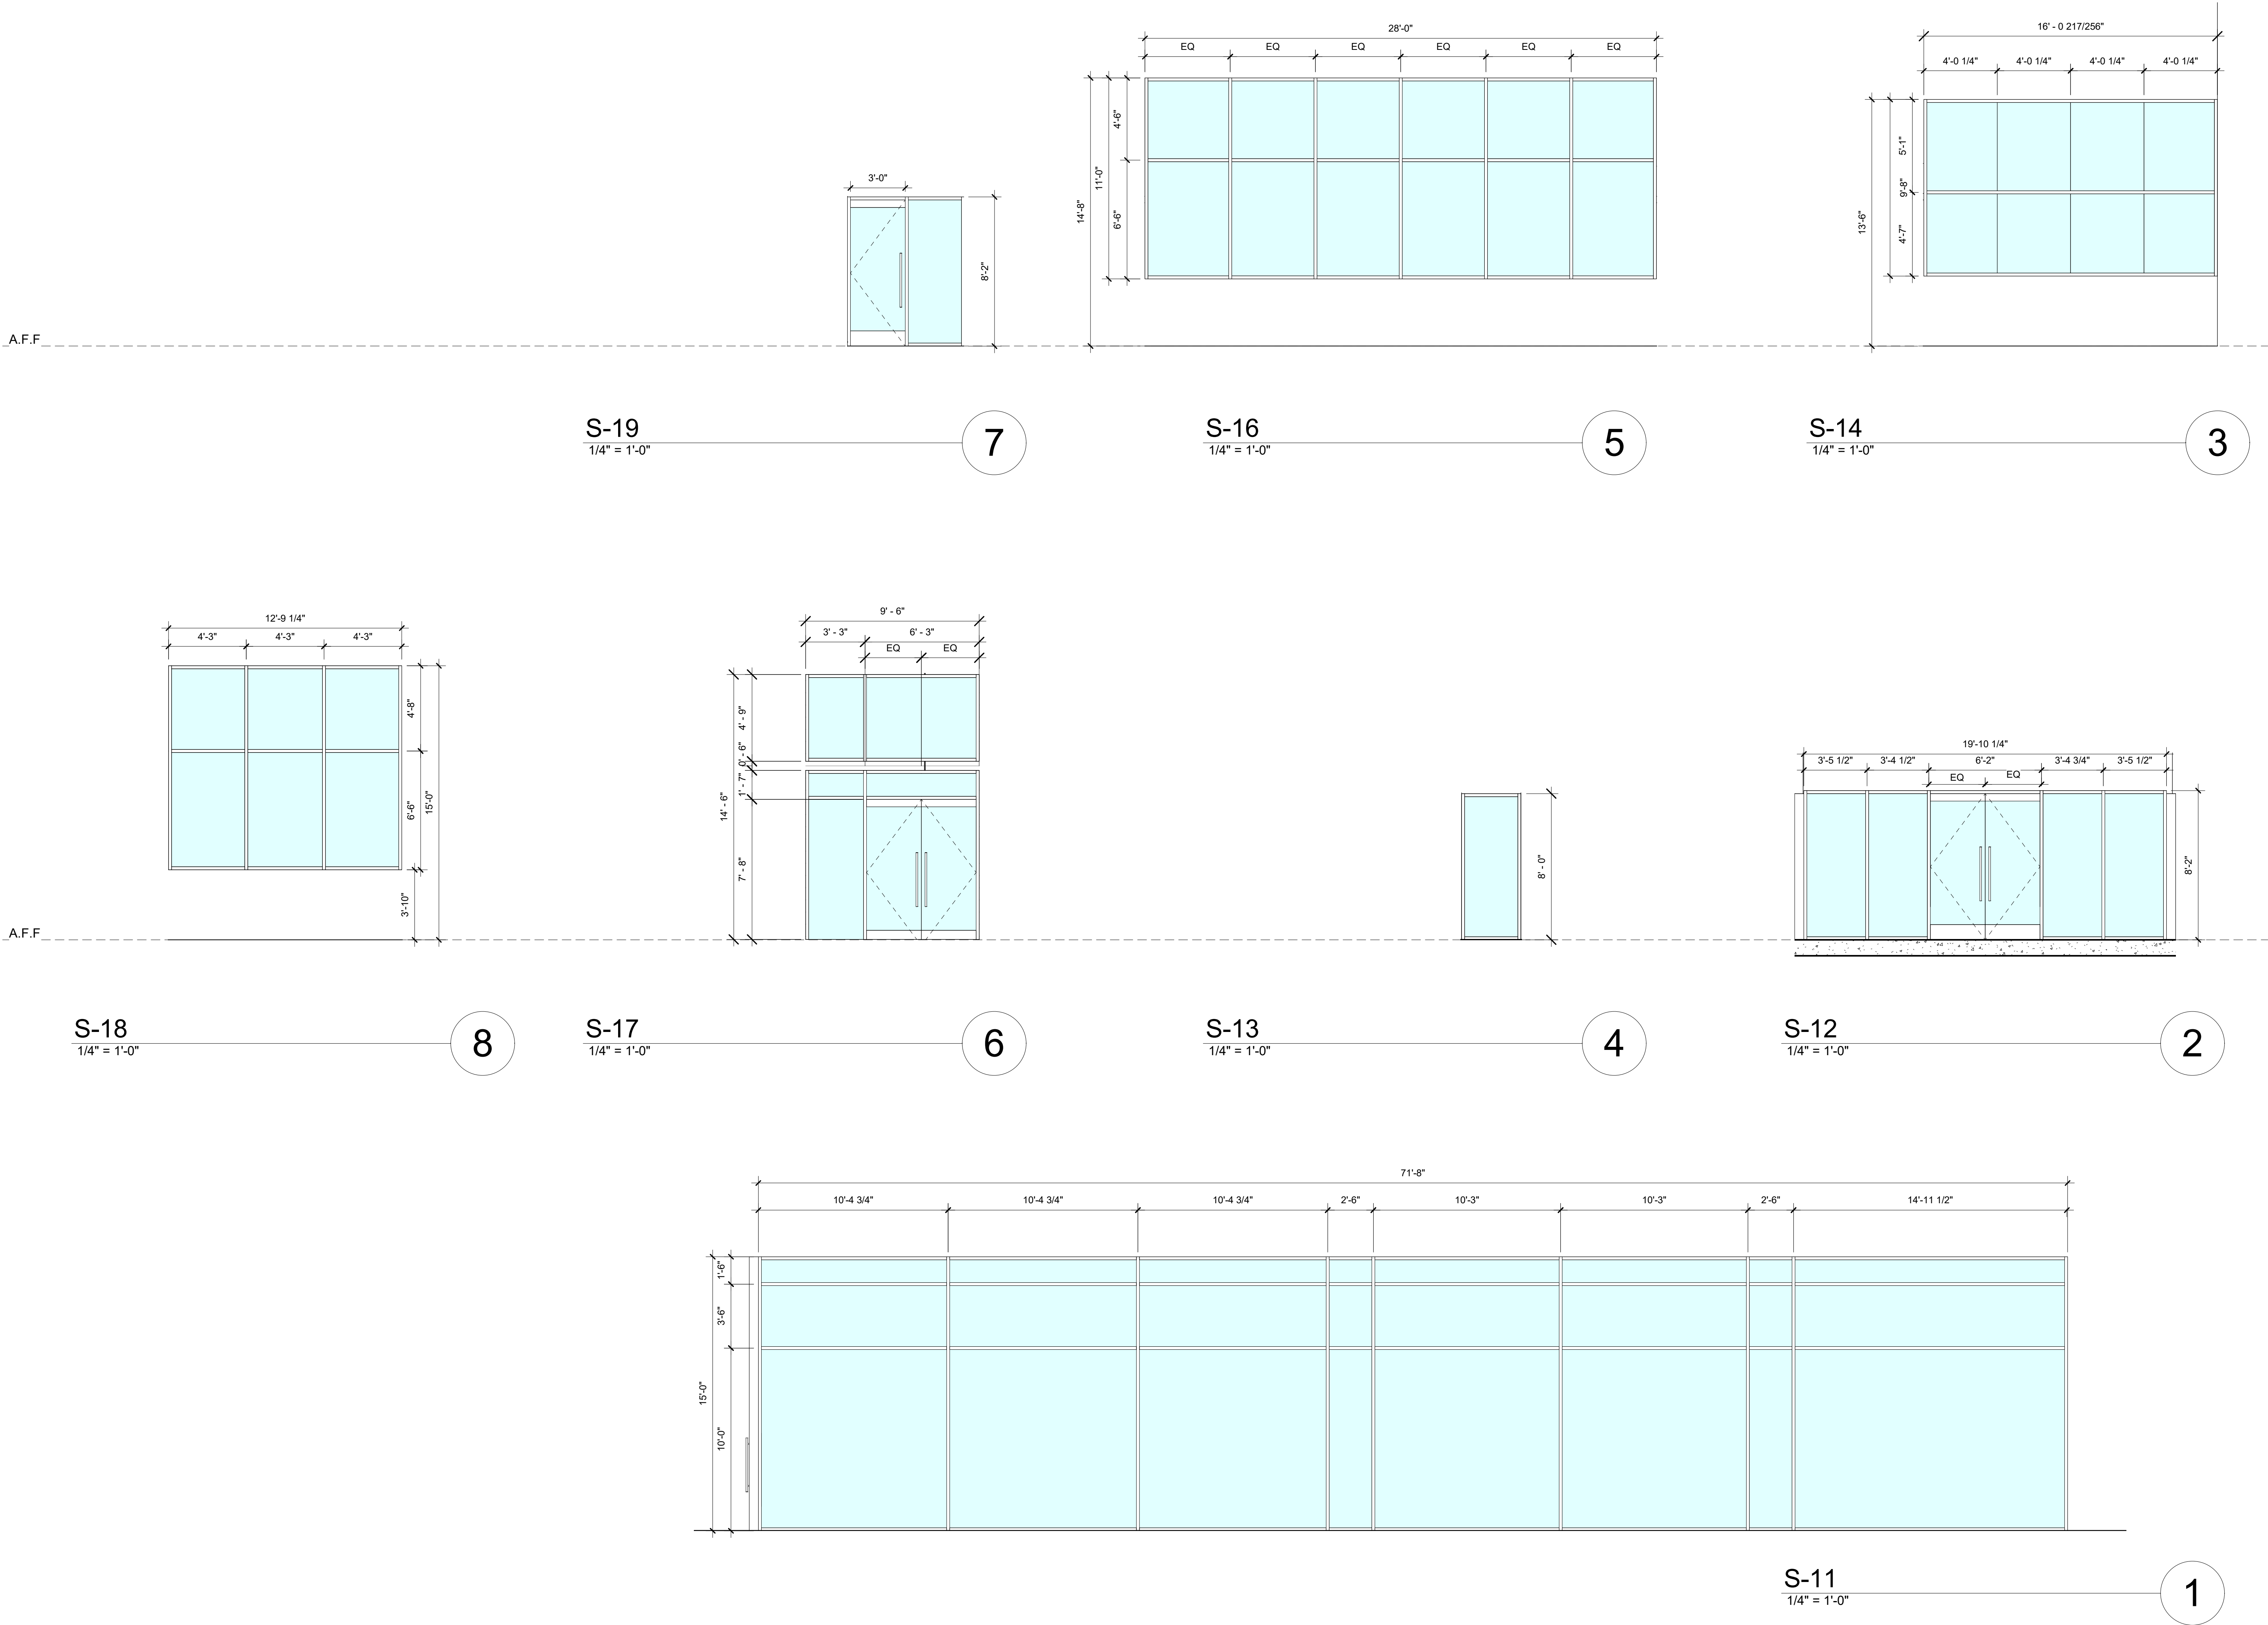 28'-0"
EQ EQ EQ EQ EQ EQ
14'-8"
11'-0"
4'-6"
6'-6"
16' - 0 217/256"
4'-0 1/4" 4'-0 1/4" 4'-0 1/4" 4'-0 1/4"
13'-6"
9'-8"
5'-1"
4'-7"
3'-0"
8'-2"
A.F.F
S-19
1/4" = 1'-0"
7
S-16
1/4" = 1'-0"
5
S-14
1/4" = 1'-0"
3
12'-9 1/4"
4'-3" 4'-3" 4'-3"
4'-8"
6'-6"
15'-0"
3'-10"
9' - 6"
3' - 3" 6' - 3"
EQ EQ
14' - 6"
4' - 9"
0' - 6"
1' - 7"
7' - 8"
8' - 0"
19'-10 1/4"
3'-5 1/2" 3'-4 1/2" 6'-2" 3'-4 3/4" 3'-5 1/2"
EQ EQ
8'-2"
A.F.F
S-18
1/4" = 1'-0"
8
S-17
1/4" = 1'-0"
6
S-13
1/4" = 1'-0"
4
S-12
1/4" = 1'-0"
2
71'-8"
10'-4 3/4" 10'-4 3/4" 10'-4 3/4" 2'-6" 10'-3" 10'-3" 2'-6" 14'-11 1/2"
15'-0"
1'-6"
3'-6"
10'-0"
S-11
1/4" = 1'-0"
1